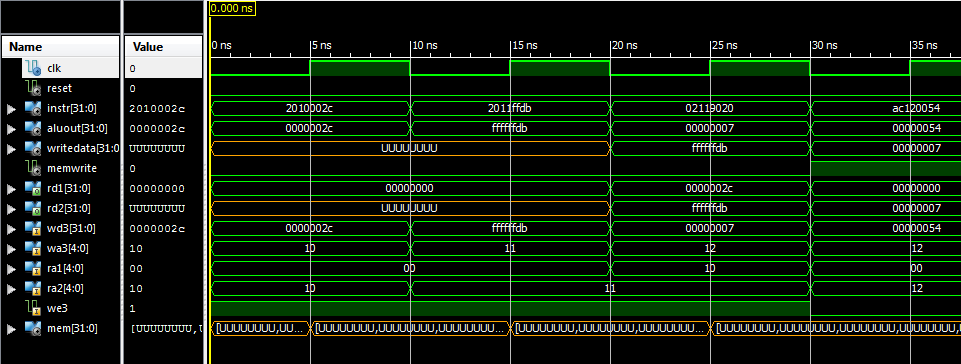 0.000 ns
Name Value 0 ns 5 ns 10 ns 15 ns 20 ns 25 ns 30 ns 35 ns
clk 0
reset 0
instr[31:0] 2010002c 2010002c 2011ffdb 02119020 ac120054
aluout[31:0] 0000002c 0000002c ffffffdb 00000007 00000054
writedata[31:0] UUUUUUUU UUUUUUUU ffffffdb 00000007
memwrite 0
rd1[31:0] 00000000 00000000 0000002c 00000000
rd2[31:0] UUUUUUUU UUUUUUUU ffffffdb 00000007
wd3[31:0] 0000002c 0000002c ffffffdb 00000007 00000054
wa3[4:0] 10 10 11 12 12
ra1[4:0] 00 00 10 00
ra2[4:0] 10 10 11 12
we3 1
mem[31:0] [UUUUUUUU,U [UUUUUUUU,UU... [UUUUUUUU,UUUUUUUU,UUUUUUUU... [UUUUUUUU,UUUUUUUU,UUUUUUUU... [UUUUUUUU,UUUUUUUU,UUUUUUUU,UUUUUUUU,UU